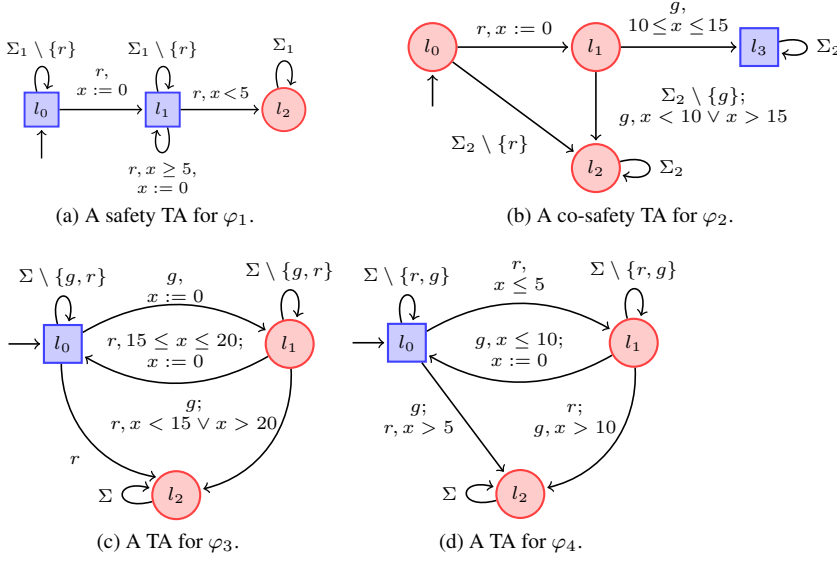 Σ₁ \ {r}
Σ₁ \ {r}
Σ₁
r,
x := 0
r, x < 5
l₀
l₁
l₂
r, x ≥ 5,
x := 0
(a) A safety TA for φ₁.
g,
10 ≤ x ≤ 15
r, x := 0
l₀
l₁
l₃
Σ₂
Σ₂ \ {g};
g, x < 10 ∨ x > 15
Σ₂ \ {r}
l₂
Σ₂
(b) A co-safety TA for φ₂.
Σ \ {g, r}
g,
x := 0
Σ \ {g, r}
l₀
r, 15 ≤ x ≤ 20;
x := 0
l₁
g;
r, x < 15 ∨ x > 20
r
Σ
l₂
(c) A TA for φ₃.
Σ \ {r, g}
r,
x ≤ 5
Σ \ {r, g}
l₀
g, x ≤ 10;
x := 0
l₁
g;
r, x > 5
r;
g, x > 10
Σ
l₂
(d) A TA for φ₄.